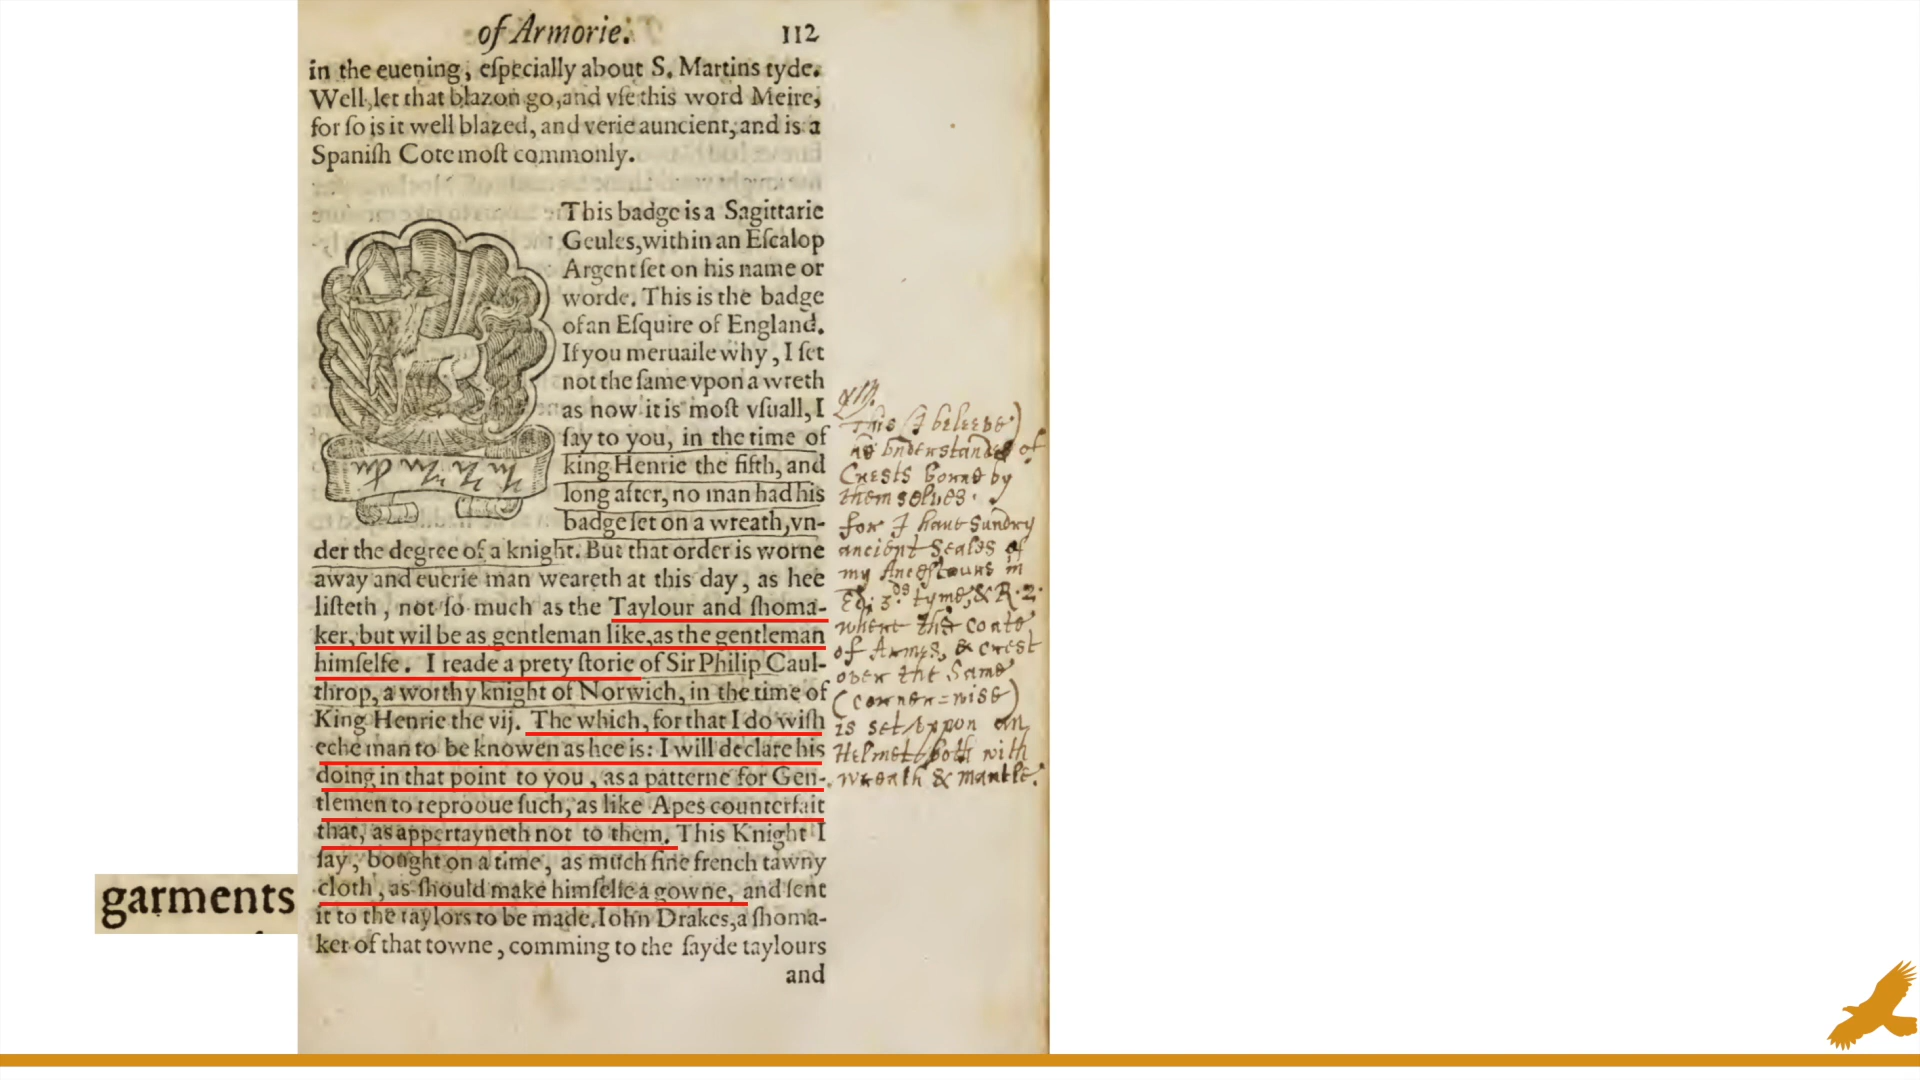 of Armorie. 112
in the euening, eſpecially about S. Martins tyde.
Well, let that blazon go, and vſe this word Meire,
for ſo is it well blazed, and verie auncient, and is a
Spaniſh Cote moſt commonly.
This badge is a Sagittarie
Geules, within an Eſcalop
Argent ſet on his name or
worde. This is the badge
of an Eſquire of England.
If you meruaile why, I ſet
not the ſame vpon a wreth
as now it is moſt vſuall, I
ſay to you, in the time of
king Henrie the fifth, and
long after, no man had his
badge ſet on a wreath, vn-
der the degree of a knight. But that order is worne
away and euerie man weareth at this day, as hee
liſteth, not ſo much as the Taylour and ſhoma-
ker, but wil be as gentleman like, as the gentleman
himſelfe. I reade a prety ſtorie of Sir Philip Caul-
throp, a worthy knight of Norwich, in the time of
King Henrie the vij. The which, for that I do wiſh
eche man to be knowen as hee is: I will declare his
doing in that point to you, as a patterne for Gen-
tlemen to reprooue ſuch, as like Apes counterfait
that, as appertayneth not to them. This Knight I
ſay, bought on a time, as much fine french tawny
cloth, as ſhould make himſelfe a gowne, and ſent
it to the taylors to be made. Iohn Drakes, a ſhoma-
ker of that towne, comming to the ſayde taylours
and
This (I beleeve)
is understanded of
Crests borne by
themselves.
for I have Sundry
ancient Seales of
my Ancestours in
Ed: 3.ds tyme, & R. 2.
where the coate
of Armes, & crest
over the Same
(corner=wise)
is set uppon an
Helmet both with
wreath & mantle.
garments